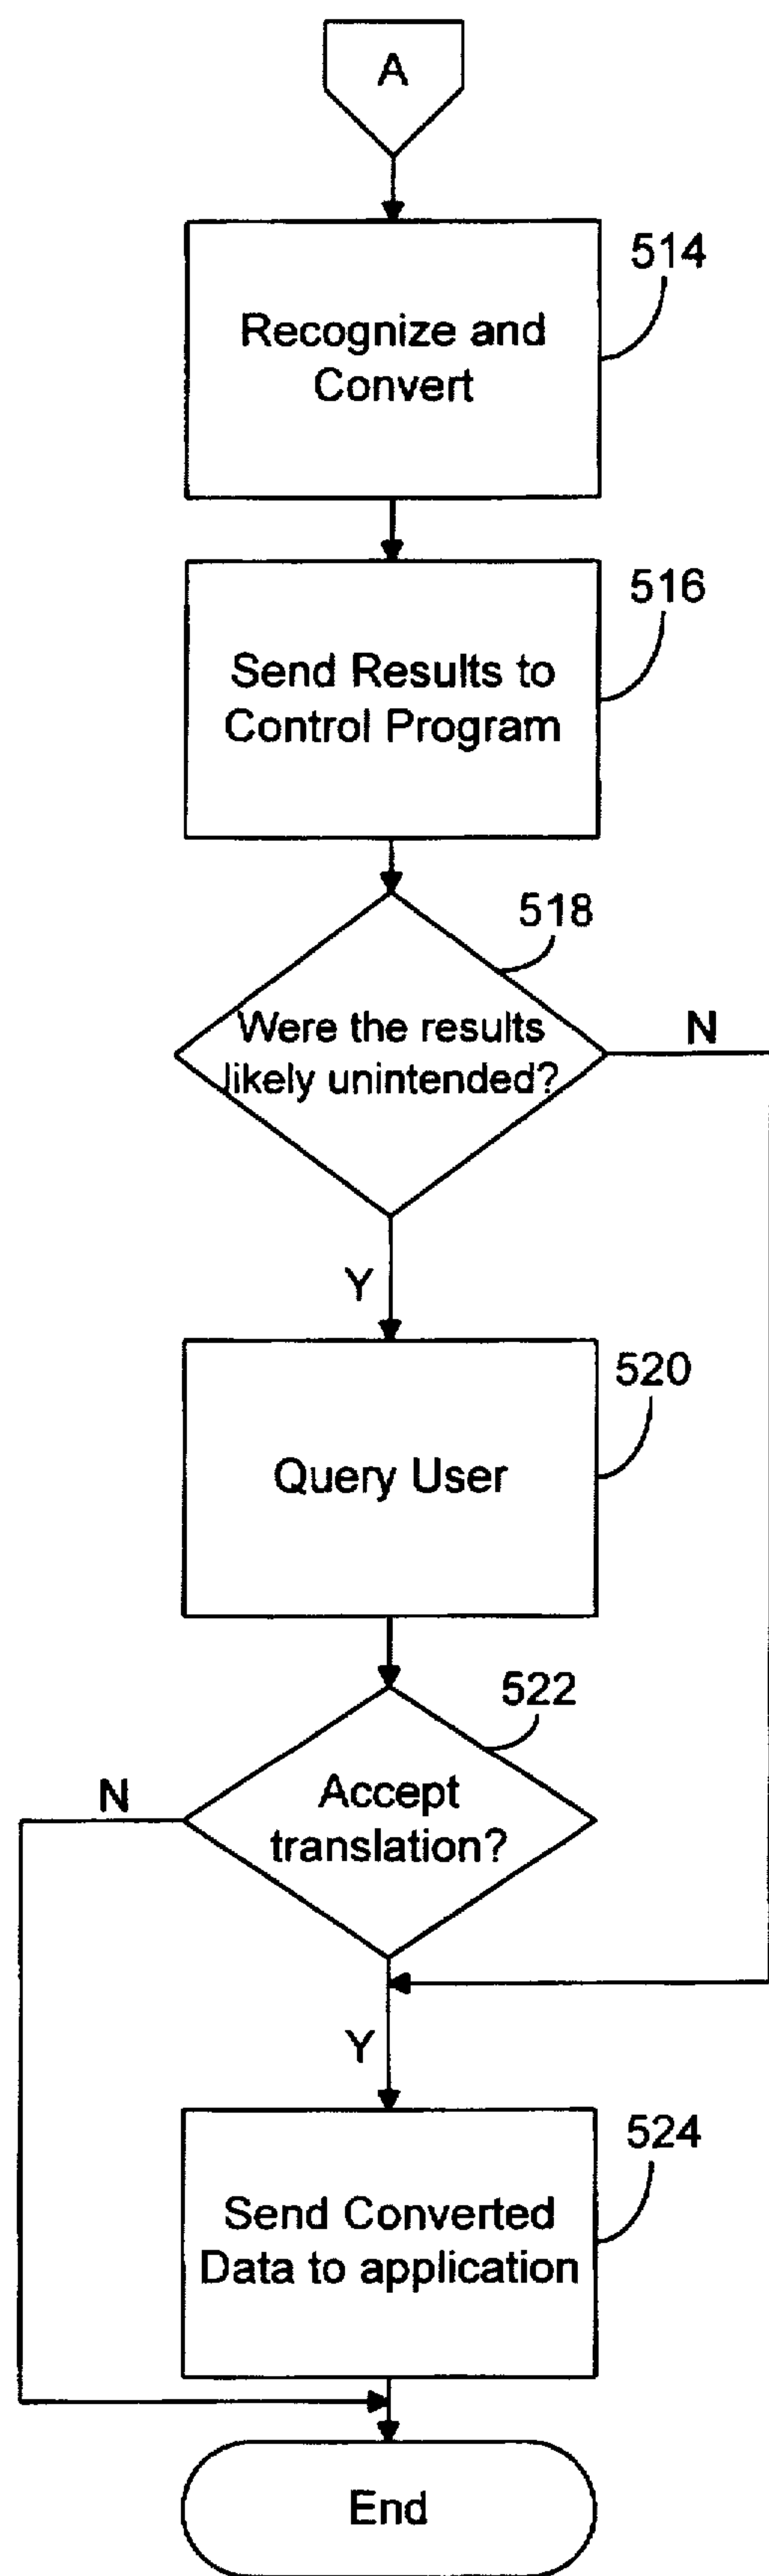 A
514
Recognize and
Convert
516
Send Results to
Control Program
518
Were the results
likely unintended?
N
Y
520
Query User
522
Accept
translation?
N
Y
524
Send Converted
Data to application
End